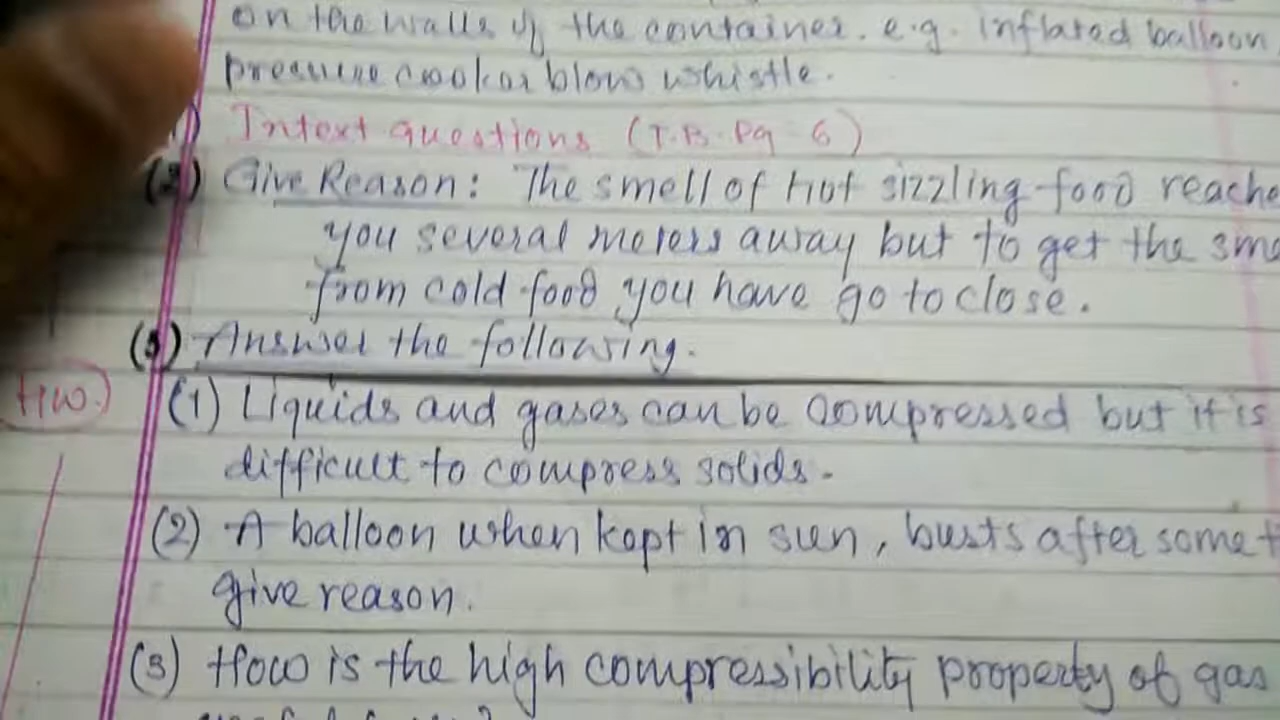 on the walls of the container. e.g. inflated balloon
pressure cooker blows whistle.
Intext questions (T.B. Pg 6)
Give Reason: The smell of Hot sizzling food reache
you several meters away but to get the sme
from cold food you have go to close.
Answer the following.
H.W.
(1) Liquids and gases can be compressed but it is
difficult to compress solids.
(2) A balloon when kept in sun, busts after some t
give reason.
(3) How is the high compressibility property of gas